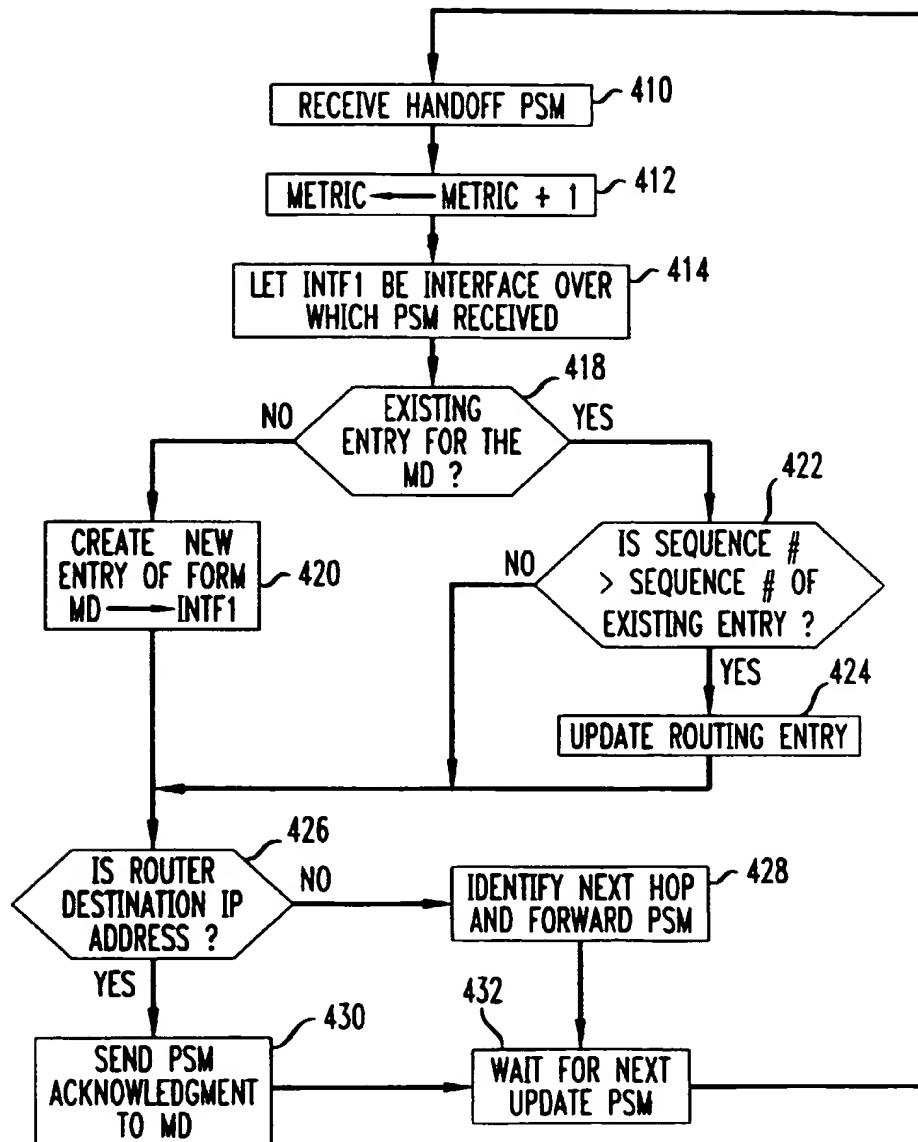 RECEIVE HANDOFF PSM
410
METRIC ← METRIC + 1
412
LET INTF1 BE INTERFACE OVER
WHICH PSM RECEIVED
414
418
NO
EXISTING
ENTRY FOR THE
MD ?
YES
422
CREATE NEW
ENTRY OF FORM
MD → INTF1
420
NO
IS SEQUENCE #
> SEQUENCE # OF
EXISTING ENTRY ?
YES
424
UPDATE ROUTING ENTRY
426
IS ROUTER
DESTINATION IP
ADDRESS ?
NO
IDENTIFY NEXT HOP
AND FORWARD PSM
428
YES
430
SEND PSM
ACKNOWLEDGMENT
TO MD
432
WAIT FOR NEXT
UPDATE PSM